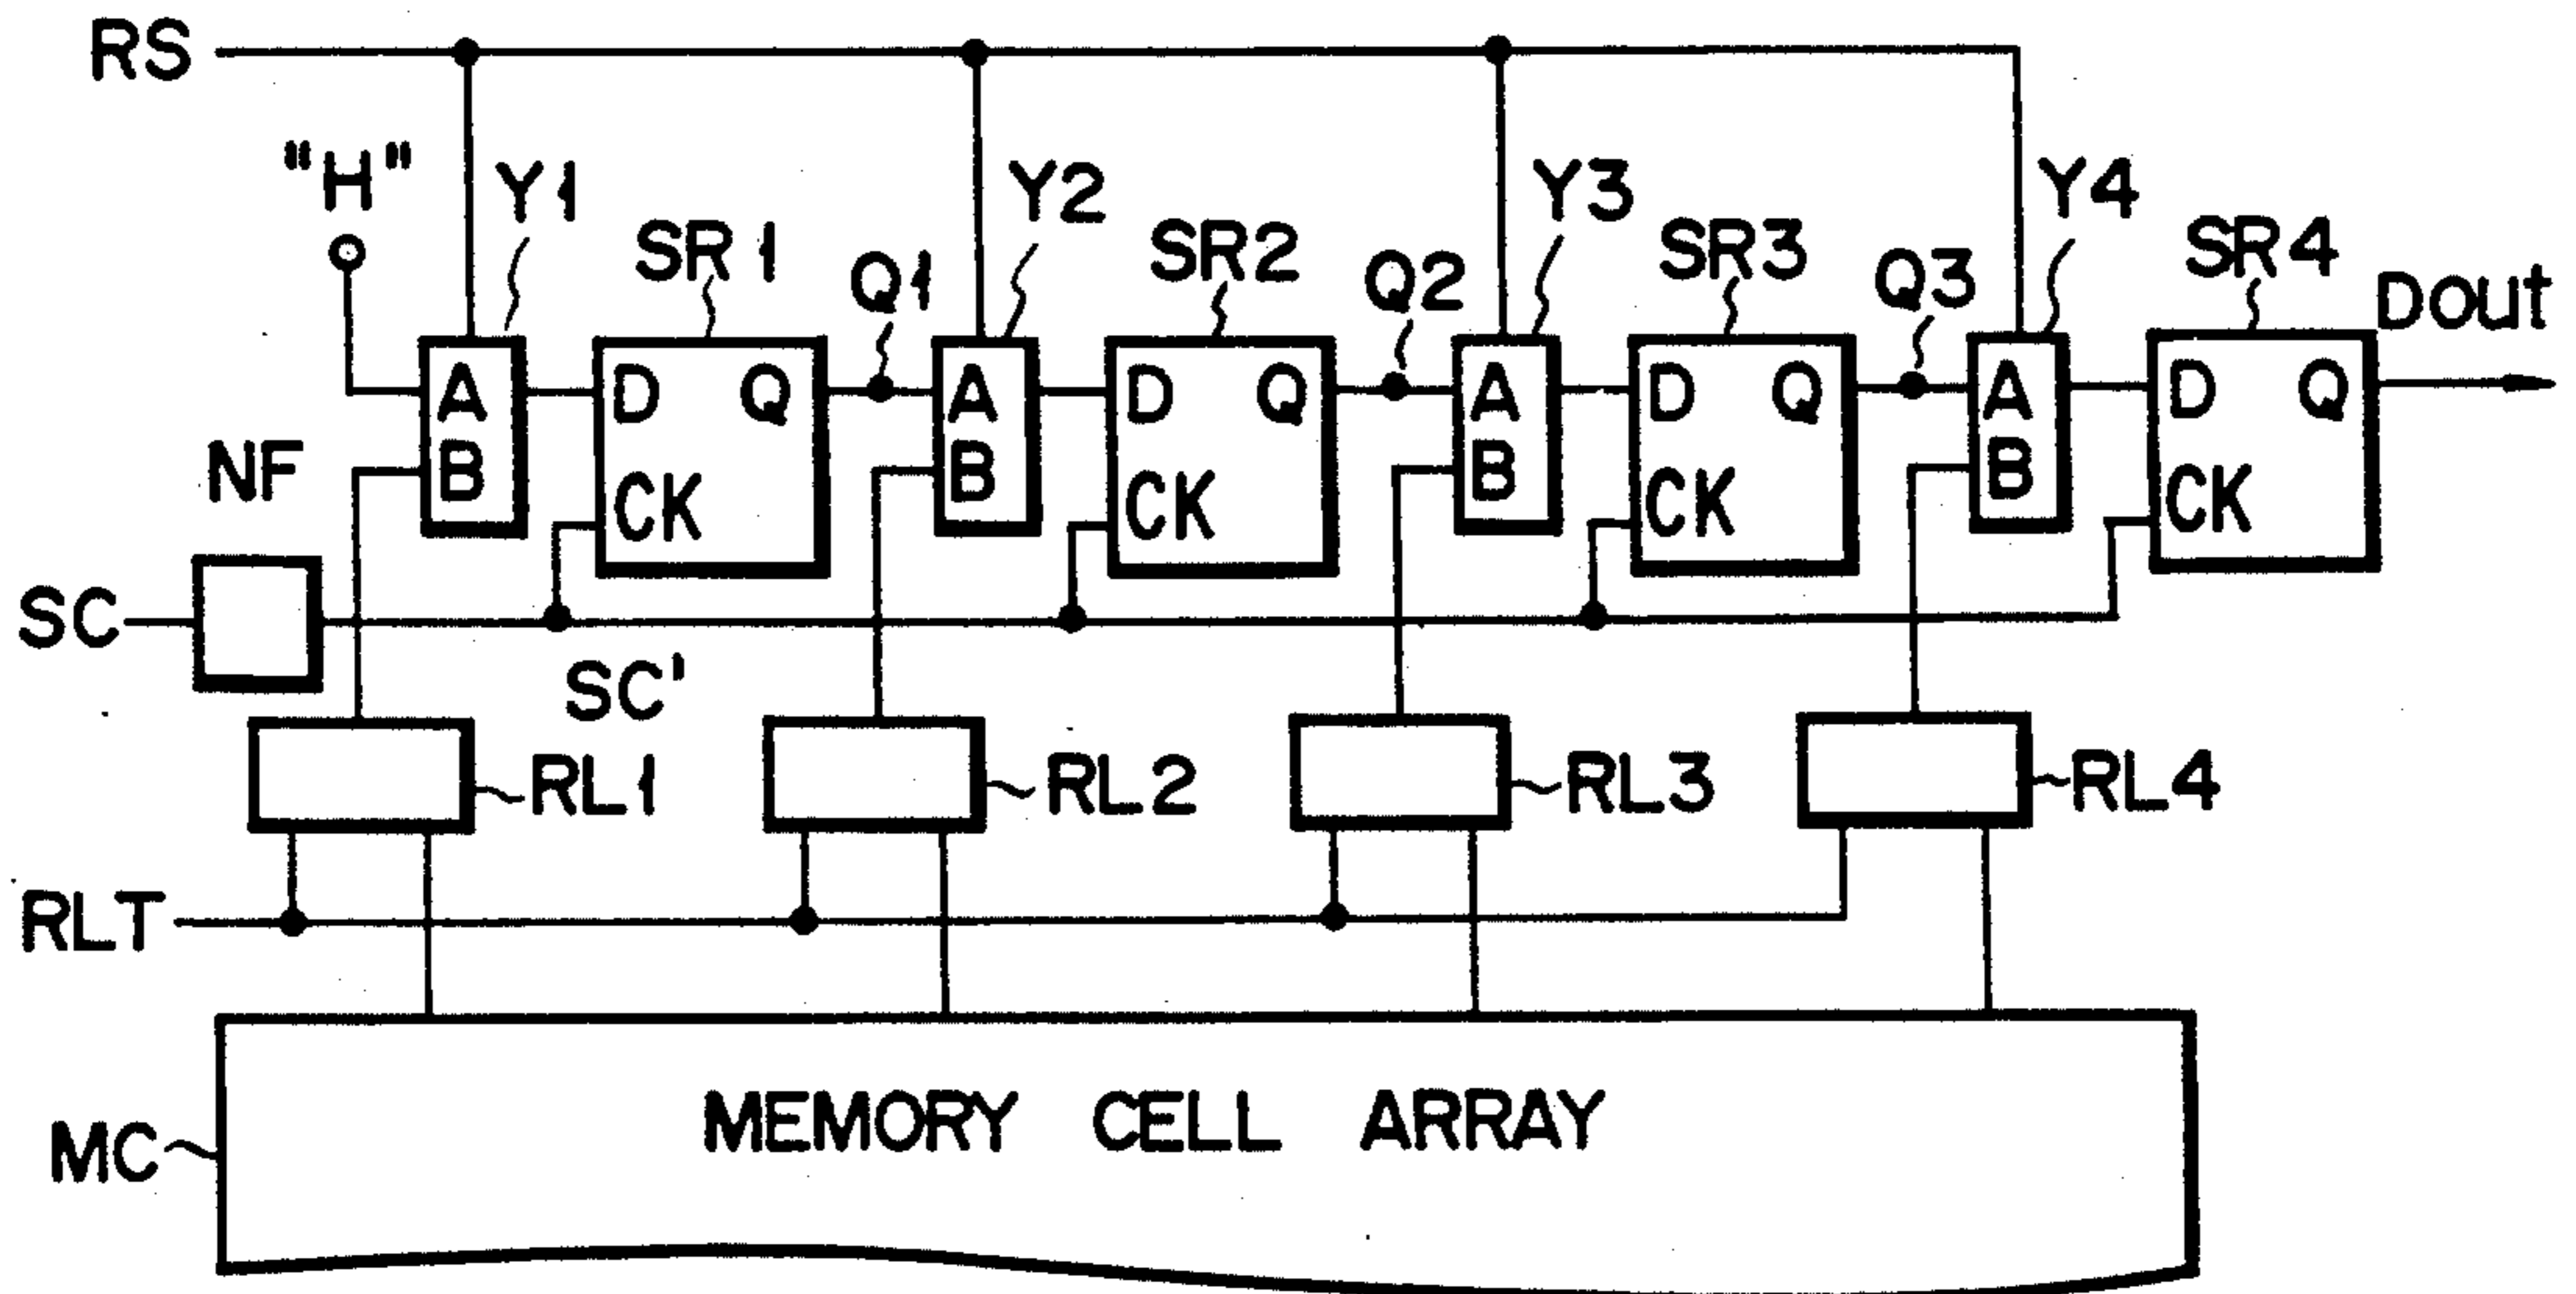 RS
"H"
Y1
SR1
Q1
Y2
SR2
Q2
Y3
SR3
Q3
Y4
SR4
Dout
A
B
D
Q
CK
A
B
D
Q
CK
A
B
D
Q
CK
A
B
D
Q
CK
NF
SC
SC'
RL1
RL2
RL3
RL4
RLT
MC
MEMORY CELL ARRAY